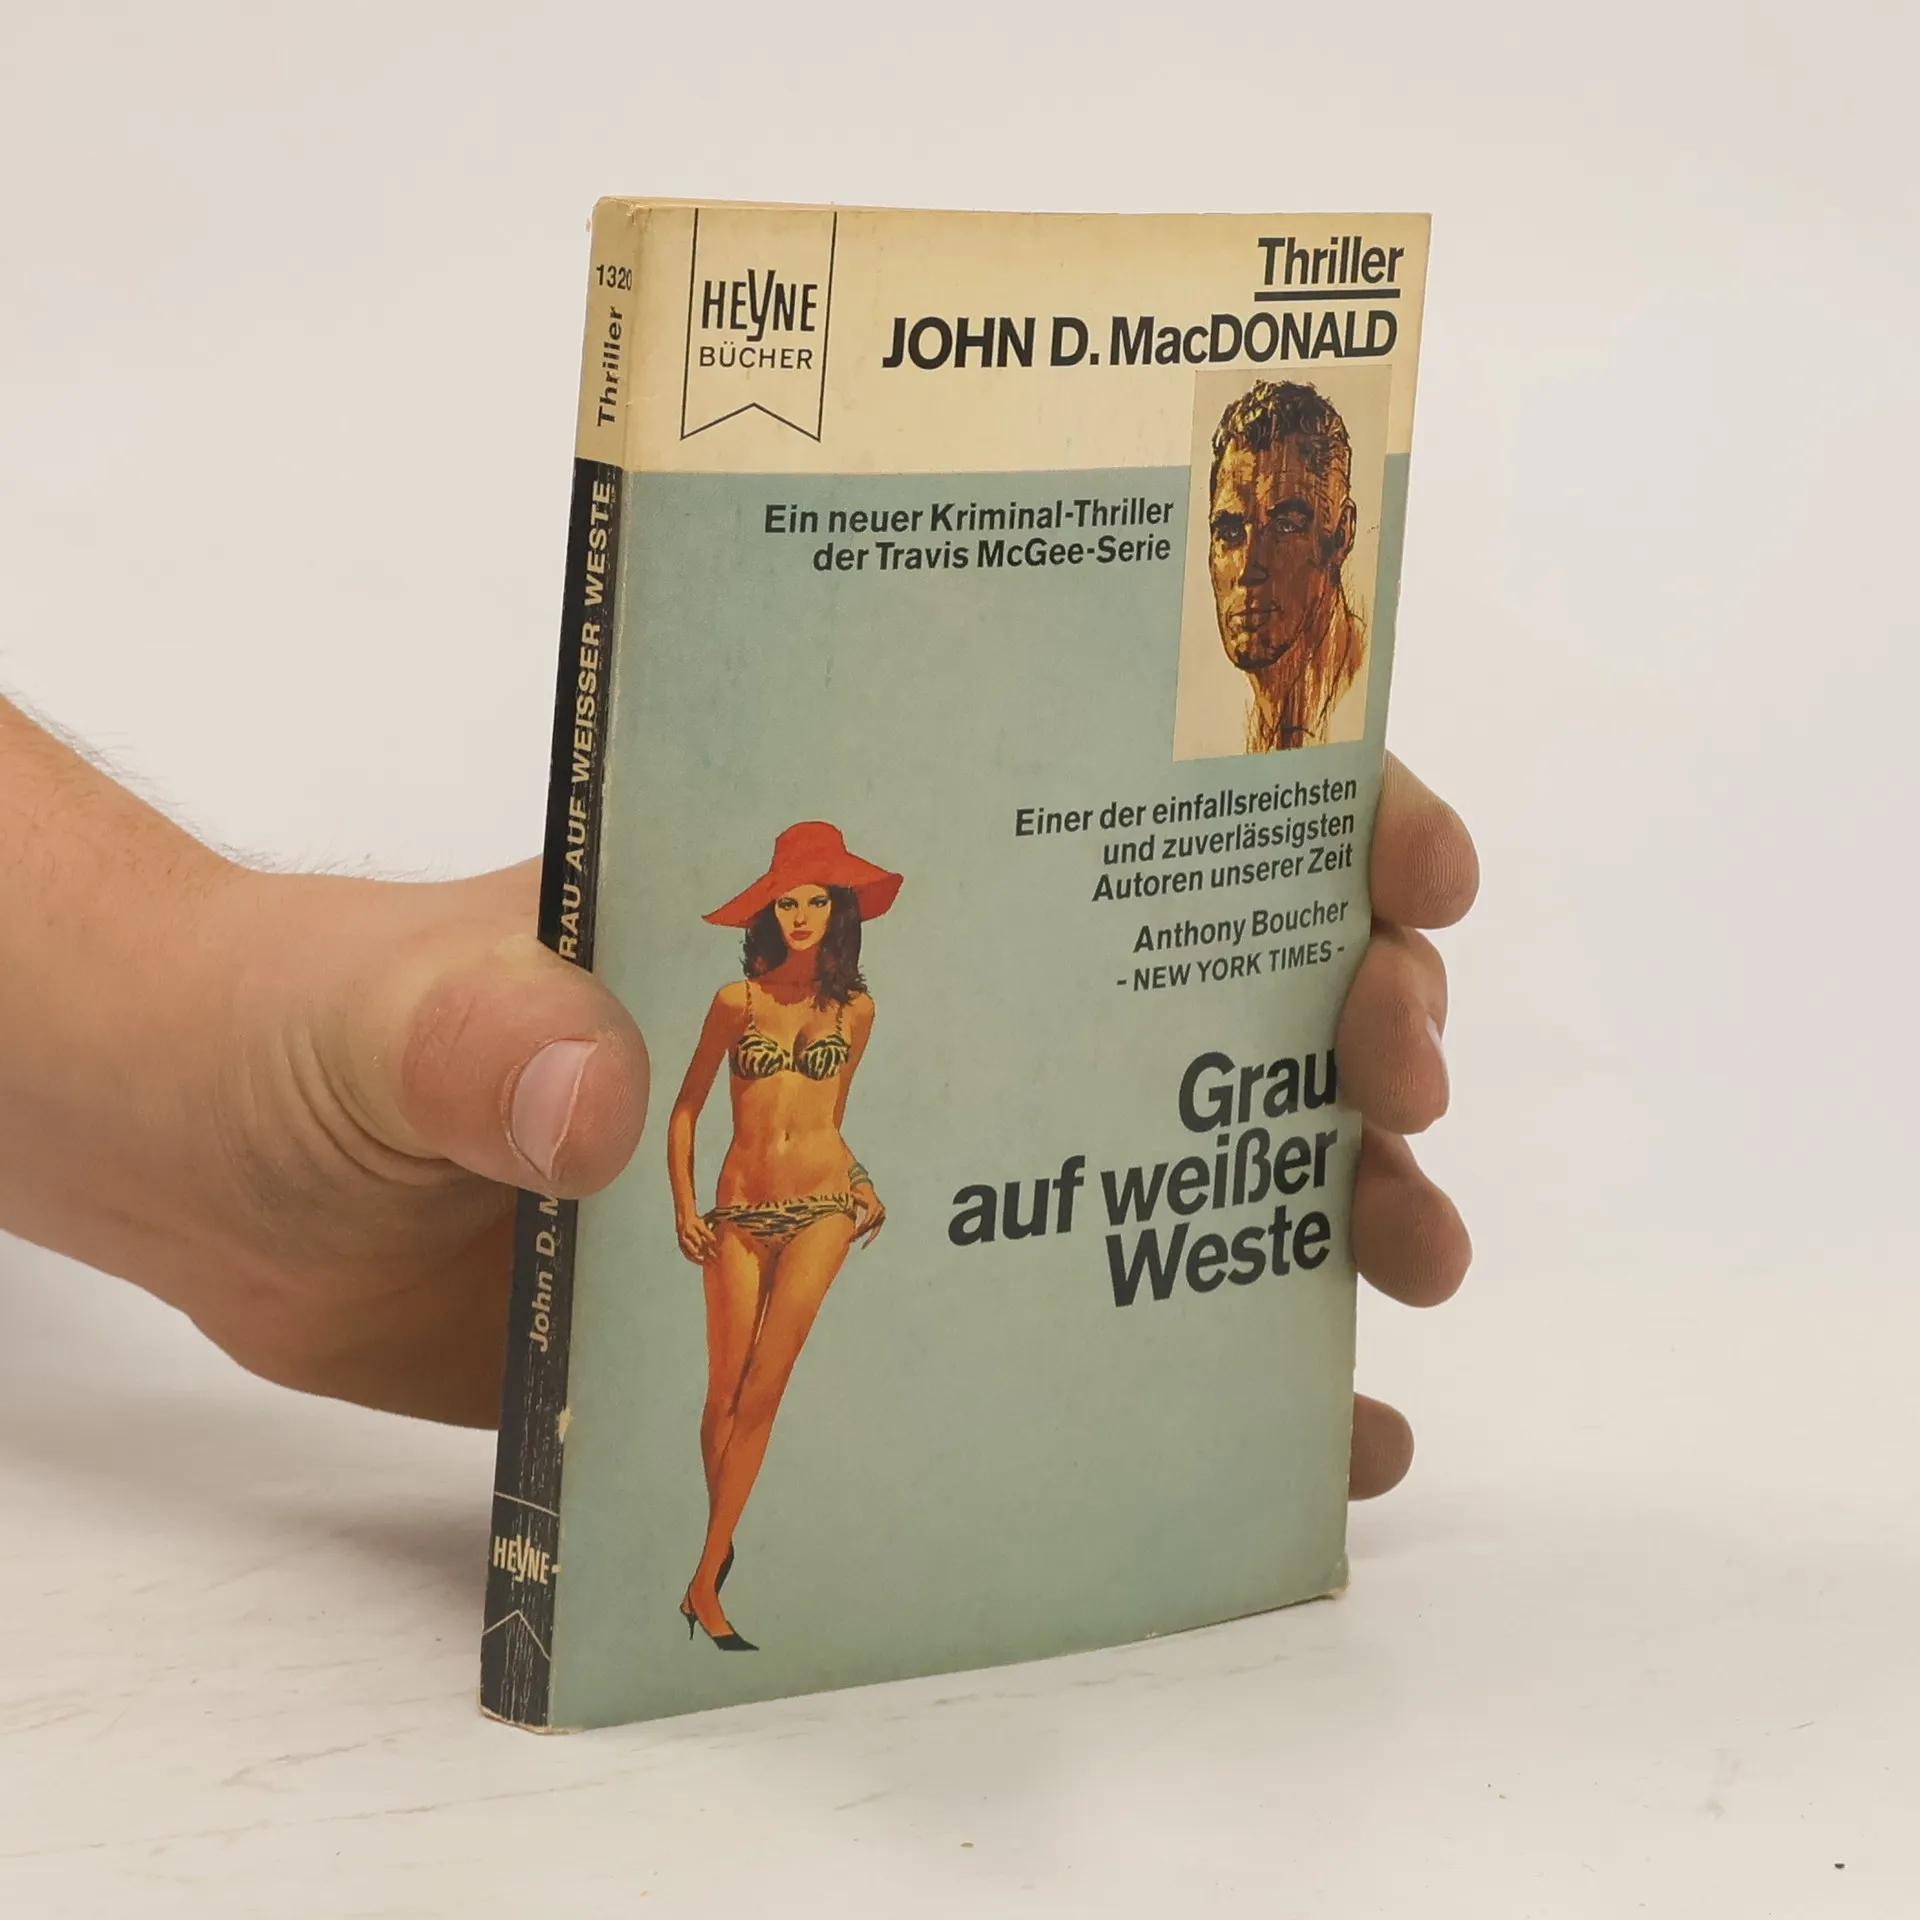 1320
Thriller
RAU AUF WEISSER WESTE
John D. M
HEYNE
HEYNE
BÜCHER
Thriller
JOHN D. MacDONALD
Ein neuer Kriminal-Thriller
der Travis McGee-Serie
Einer der einfallsreichsten
und zuverlässigsten
Autoren unserer Zeit
Anthony Boucher
- NEW YORK TIMES -
Grau
auf weißer
Weste